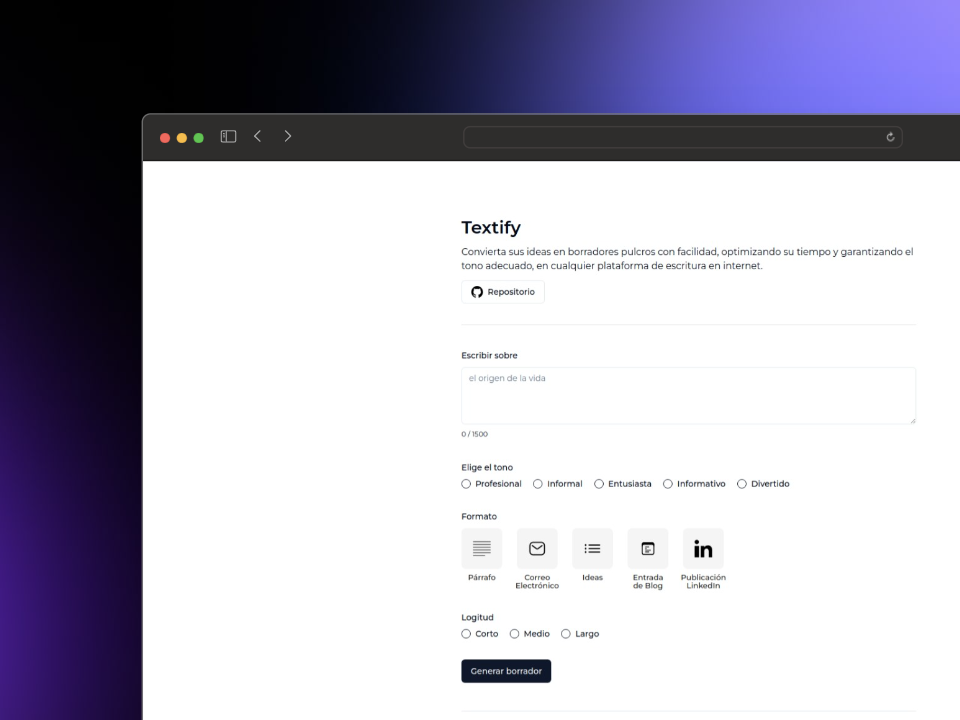 Textify
Convierta sus ideas en borradores pulcros con facilidad, optimizando su tiempo y garantizando el
tono adecuado, en cualquier plataforma de escritura en internet.
Repositorio
Escribir sobre
el origen de la vida
0 / 1500
Elige el tono
Profesional Informal Entusiasta Informativo Divertido
Formato
Párrafo Correo Electrónico Ideas Entrada de Blog Publicación LinkedIn
Logitud
Corto Medio Largo
Generar borrador